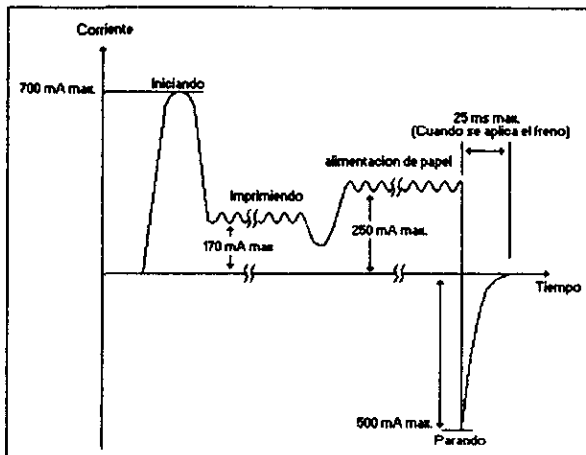 Corriente
700 mA max.
Iniciando
25 ms max.
(Cuando se aplica el freno)
alimentacion de papel
Imprimiendo
170 mA max
250 mA max.
Tiempo
500 mA max.
Parando